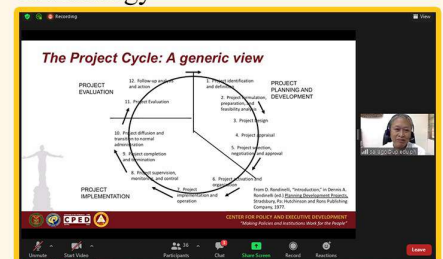 Recording
View
The Project Cycle: A generic view
12. Follow-up analysis
and action
1. Project identification
and definition
PROJECT
EVALUATION
PROJECT
PLANNING AND
DEVELOPMENT
2. Project formulation,
preparation, and
feasibility analysis
11. Project Evaluation
3. Project design
10. Project diffusion and
transition to normal
administration
4. Project appraisal
5. Project selection,
negotiation and approval
9. Project completion
and termination
8. Project supervision,
monitoring, and control
6. Project activation and
organization
PROJECT
IMPLEMENTATION
7. Project
implementation and
operation
From D. Rondinelli, "Introduction," in Dennis A.
Rondinelli (ed.) Planning Development Projects,
Stroudsburg, Pa: Hutchinson and Ross Publishing
Company, 1977.
CPED
CENTER FOR POLICY AND EXECUTIVE DEVELOPMENT
"Making Policies and Institutions Work for the People"
Unmute
Start Video
36
Participants
Chat
Share Screen
Record
Reactions
Leave